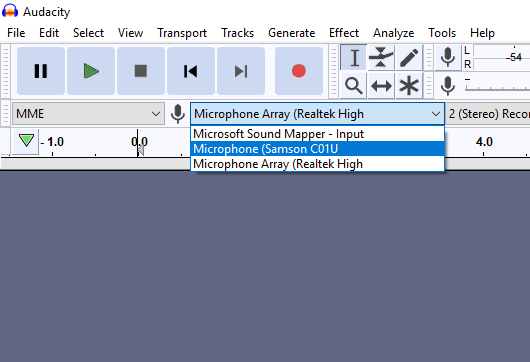 Audacity
File Edit Select View Transport Tracks Generate Effect Analyze Tools Help
L
R
-54
MME
Microphone Array (Realtek High
2 (Stereo) Recor
- 1.0 0.0 4.0
Microsoft Sound Mapper - Input
Microphone (Samson C01U
Microphone Array (Realtek High